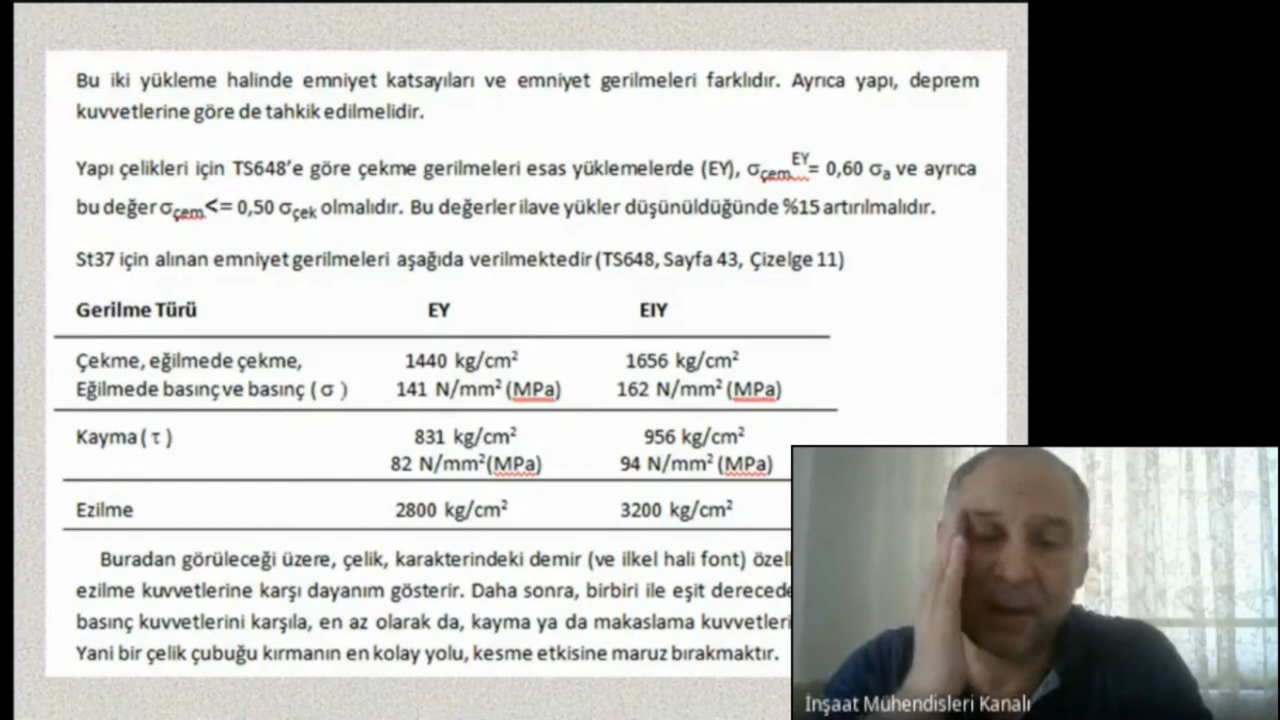 Bu iki yükleme halinde emniyet katsayıları ve emniyet gerilmeleri farklıdır. Ayrıca yapı, deprem
kuvvetlerine göre de tahkik edilmelidir.
Yapı çelikleri için TS648’e göre çekme gerilmeleri esas yüklemelerde (EY), σçem EY= 0,60 σa ve ayrıca
bu değer σçem<= 0,50 σçek olmalıdır. Bu değerler ilave yükler düşünüldüğünde %15 artırılmalıdır.
St37 için alınan emniyet gerilmeleri aşağıda verilmektedir (TS648, Sayfa 43, Çizelge 11)
Gerilme Türü EY EIY
Çekme, eğilmede çekme, 1440 kg/cm² 1656 kg/cm²
Eğilmede basınç ve basınç ( σ ) 141 N/mm² (MPa) 162 N/mm² (MPa)
Kayma ( τ ) 831 kg/cm² 956 kg/cm²
82 N/mm²(MPa) 94 N/mm² (MPa)
Ezilme 2800 kg/cm² 3200 kg/cm²
Buradan görüleceği üzere, çelik, karakterindeki demir (ve ilkel hali font)
ezilme kuvvetlerine karşı dayanım gösterir. Daha sonra, birbiri ile eşit
basınç kuvvetlerini karşıla, en az olarak da, kayma ya da makaslama
Yani bir çelik çubuğu kırmanın en kolay yolu, kesme etkisine maruz bırakmaktır.
İnşaat Mühendisleri Kanalı